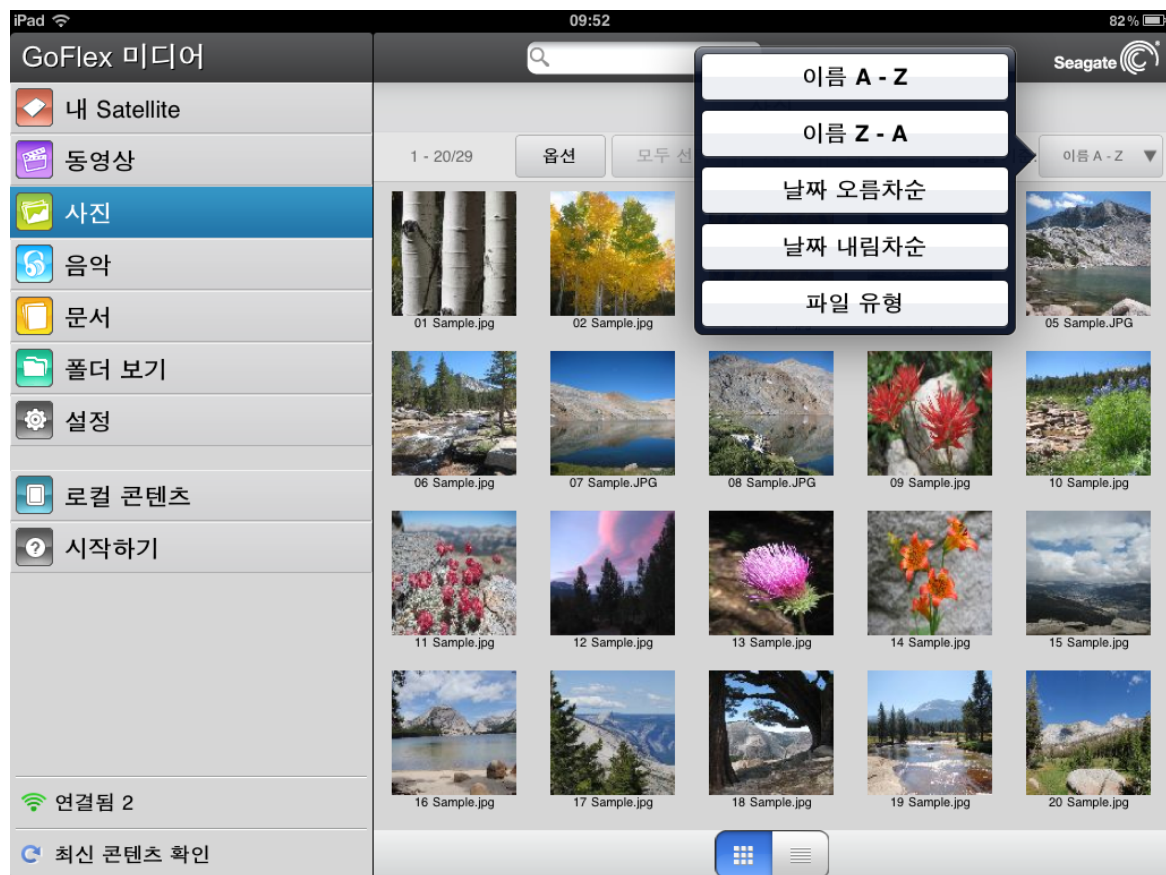 iPad
09:52
82%
GoFlex 미디어
Seagate
내 Satellite
동영상
사진
음악
문서
폴더 보기
설정
로컬 콘텐츠
시작하기
연결됨 2
최신 콘텐츠 확인
1 - 20/29
옵션
모두 선
이름 A - Z
이름 A - Z
이름 Z - A
날짜 오름차순
날짜 내림차순
파일 유형
01 Sample.jpg
02 Sample.jpg
05 Sample.JPG
06 Sample.jpg
07 Sample.JPG
08 Sample.JPG
09 Sample.jpg
10 Sample.jpg
11 Sample.jpg
12 Sample.jpg
13 Sample.jpg
14 Sample.jpg
15 Sample.jpg
16 Sample.jpg
17 Sample.jpg
18 Sample.jpg
19 Sample.jpg
20 Sample.jpg